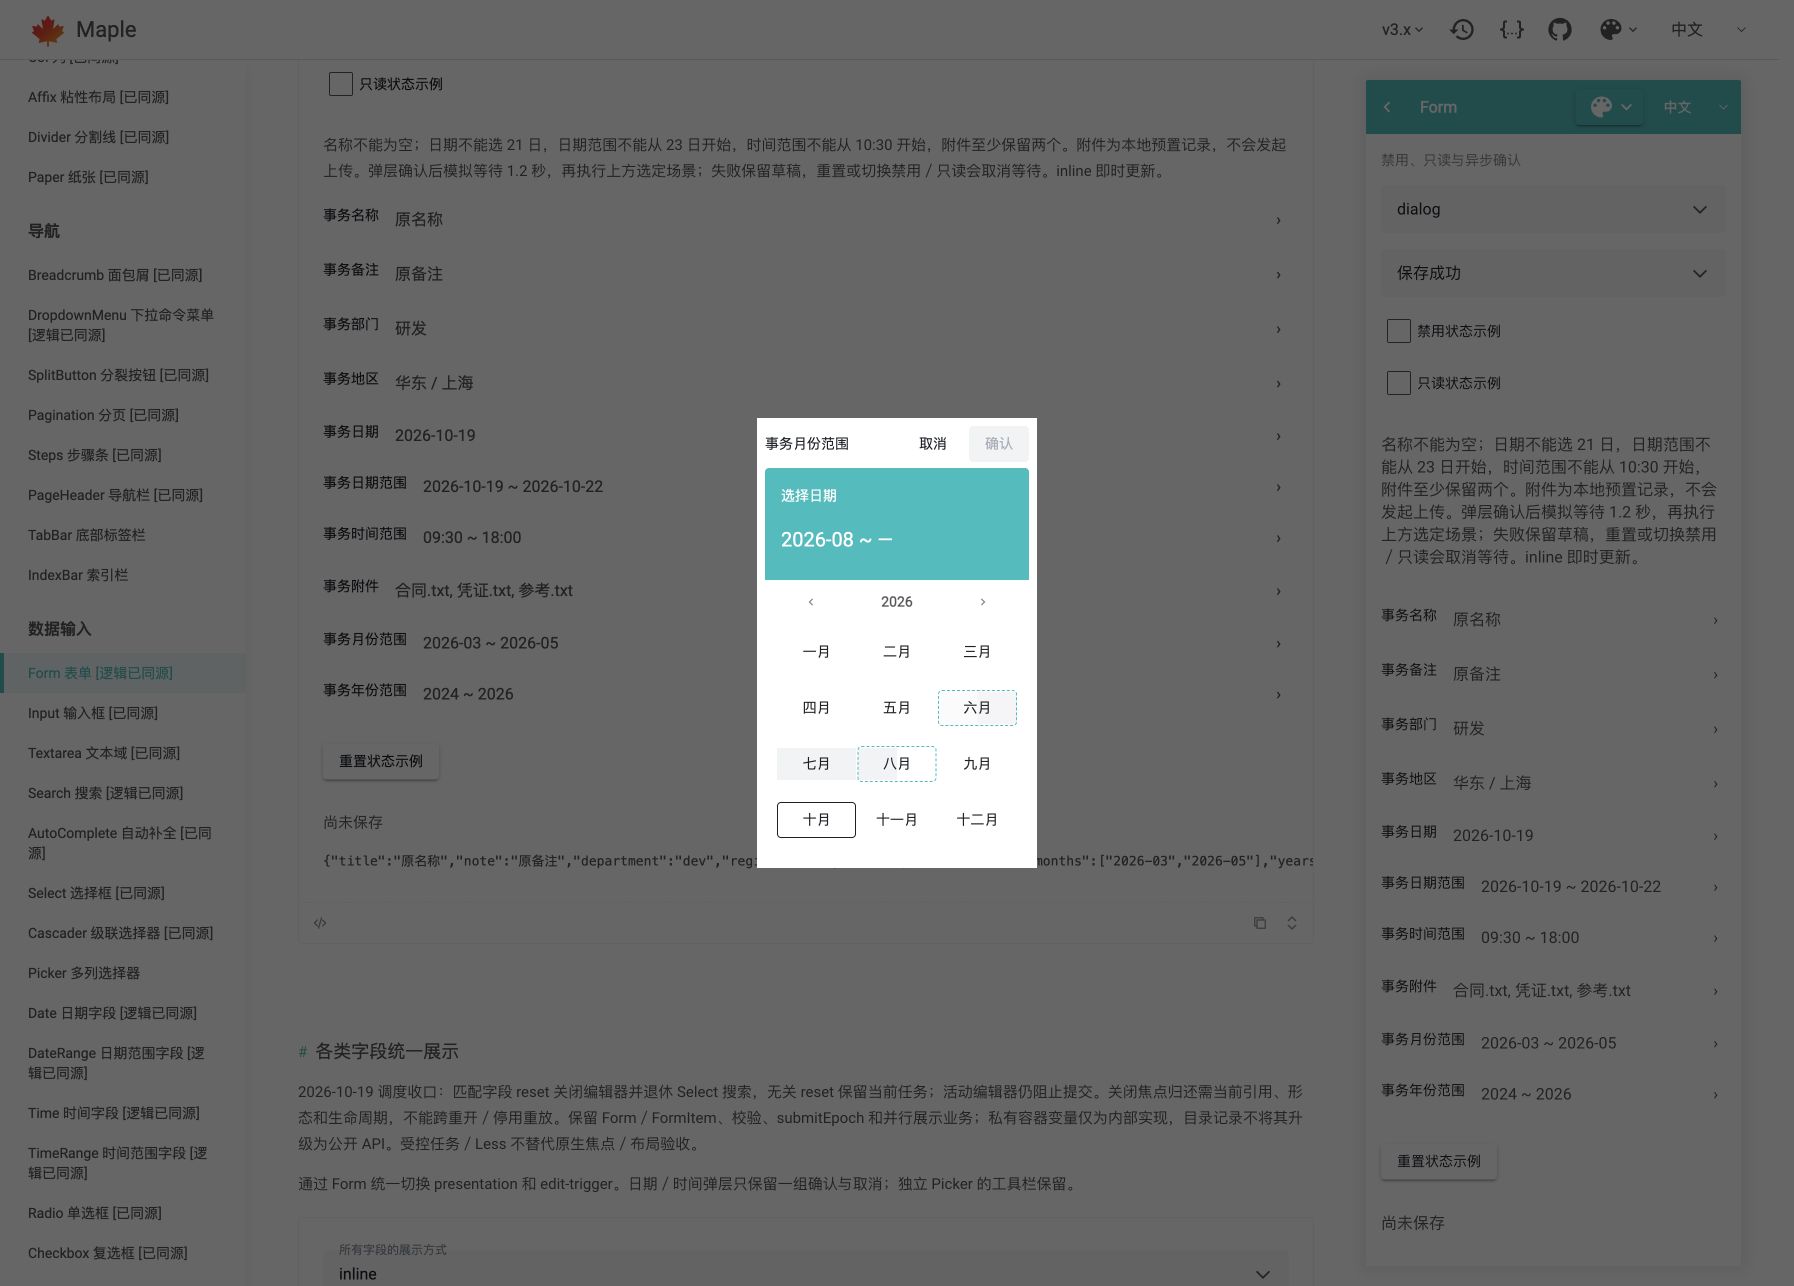 Maple
v3.x
{...}
中文
Affix 粘性布局 [已同源]
Divider 分割线 [已同源]
Paper 纸张 [已同源]
导航
Breadcrumb 面包屑 [已同源]
DropdownMenu 下拉命令菜单
[逻辑已同源]
SplitButton 分裂按钮 [已同源]
Pagination 分页 [已同源]
Steps 步骤条 [已同源]
PageHeader 导航栏 [已同源]
TabBar 底部标签栏
IndexBar 索引栏
数据输入
Form 表单 [逻辑已同源]
Input 输入框 [已同源]
Textarea 文本域 [已同源]
Search 搜索 [逻辑已同源]
AutoComplete 自动补全 [已同
源]
Select 选择框 [已同源]
Cascader 级联选择器 [已同源]
Picker 多列选择器
Date 日期字段 [逻辑已同源]
DateRange 日期范围字段 [逻
辑已同源]
Time 时间字段 [逻辑已同源]
TimeRange 时间范围字段 [逻
辑已同源]
Radio 单选框 [已同源]
Checkbox 复选框 [已同源]
只读状态示例
名称不能为空；日期不能选 21 日，日期范围不能从 23 日开始，时间范围不能从 10:30 开始，附件至少保留两个。附件为本地预置记录，不会发起
上传。弹层确认后模拟等待 1.2 秒，再执行上方选定场景；失败保留草稿，重置或切换禁用 / 只读会取消等待。inline 即时更新。
事务名称 原名称
事务备注 原备注
事务部门 研发
事务地区 华东 / 上海
事务日期 2026-10-19
事务日期范围 2026-10-19 ~ 2026-10-22
事务时间范围 09:30 ~ 18:00
事务附件 合同.txt, 凭证.txt, 参考.txt
事务月份范围 2026-03 ~ 2026-05
事务年份范围 2024 ~ 2026
重置状态示例
尚未保存
{"title":"原名称","note":"原备注","department":"dev","regi
months":["2026-03","2026-05"],"years
# 各类字段统一展示
2026-10-19 调度收口：匹配字段 reset 关闭编辑器并退休 Select 搜索，无关 reset 保留当前任务；活动编辑器仍阻止提交。关闭焦点归还需当前引用、形
态和生命周期，不能跨重开 / 停用重放。保留 Form / FormItem、校验、submitEpoch 和并行展示业务；私有容器变量仅为内部实现，目录记录不将其升
级为公开 API。受控任务 / Less 不替代原生焦点 / 布局验收。
通过 Form 统一切换 presentation 和 edit-trigger。日期 / 时间弹层只保留一组确认与取消；独立 Picker 的工具栏保留。
所有字段的展示方式
inline
事务月份范围 取消 确认
选择日期
2026-08 ~ —
2026
一月 二月 三月
四月 五月 六月
七月 八月 九月
十月 十一月 十二月
Form
中文
禁用、只读与异步确认
dialog
保存成功
禁用状态示例
只读状态示例
名称不能为空；日期不能选 21 日，日期范围不
能从 23 日开始，时间范围不能从 10:30 开始，
附件至少保留两个。附件为本地预置记录，不会
发起上传。弹层确认后模拟等待 1.2 秒，再执行
上方选定场景；失败保留草稿，重置或切换禁用
/ 只读会取消等待。inline 即时更新。
事务名称 原名称
事务备注 原备注
事务部门 研发
事务地区 华东 / 上海
事务日期 2026-10-19
事务日期范围 2026-10-19 ~ 2026-10-22
事务时间范围 09:30 ~ 18:00
事务附件 合同.txt, 凭证.txt, 参考.txt
事务月份范围 2026-03 ~ 2026-05
事务年份范围 2024 ~ 2026
重置状态示例
尚未保存